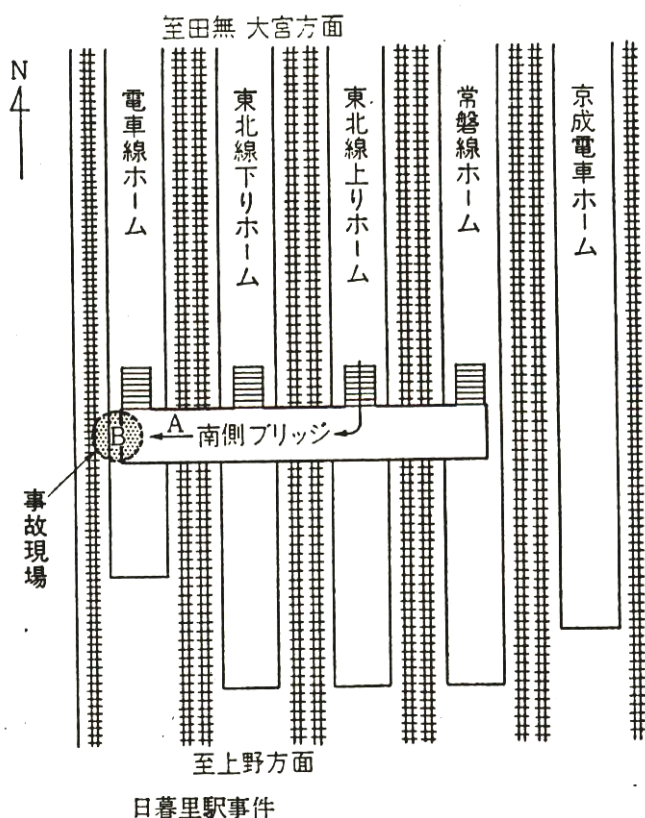 至田無 大宮方面
N
電車線ホーム
東北線下りホーム
東北線上りホーム
常磐線ホーム
京成電車ホーム
A
南側ブリッジ
B
事故現場
至上野方面
日暮里駅事件